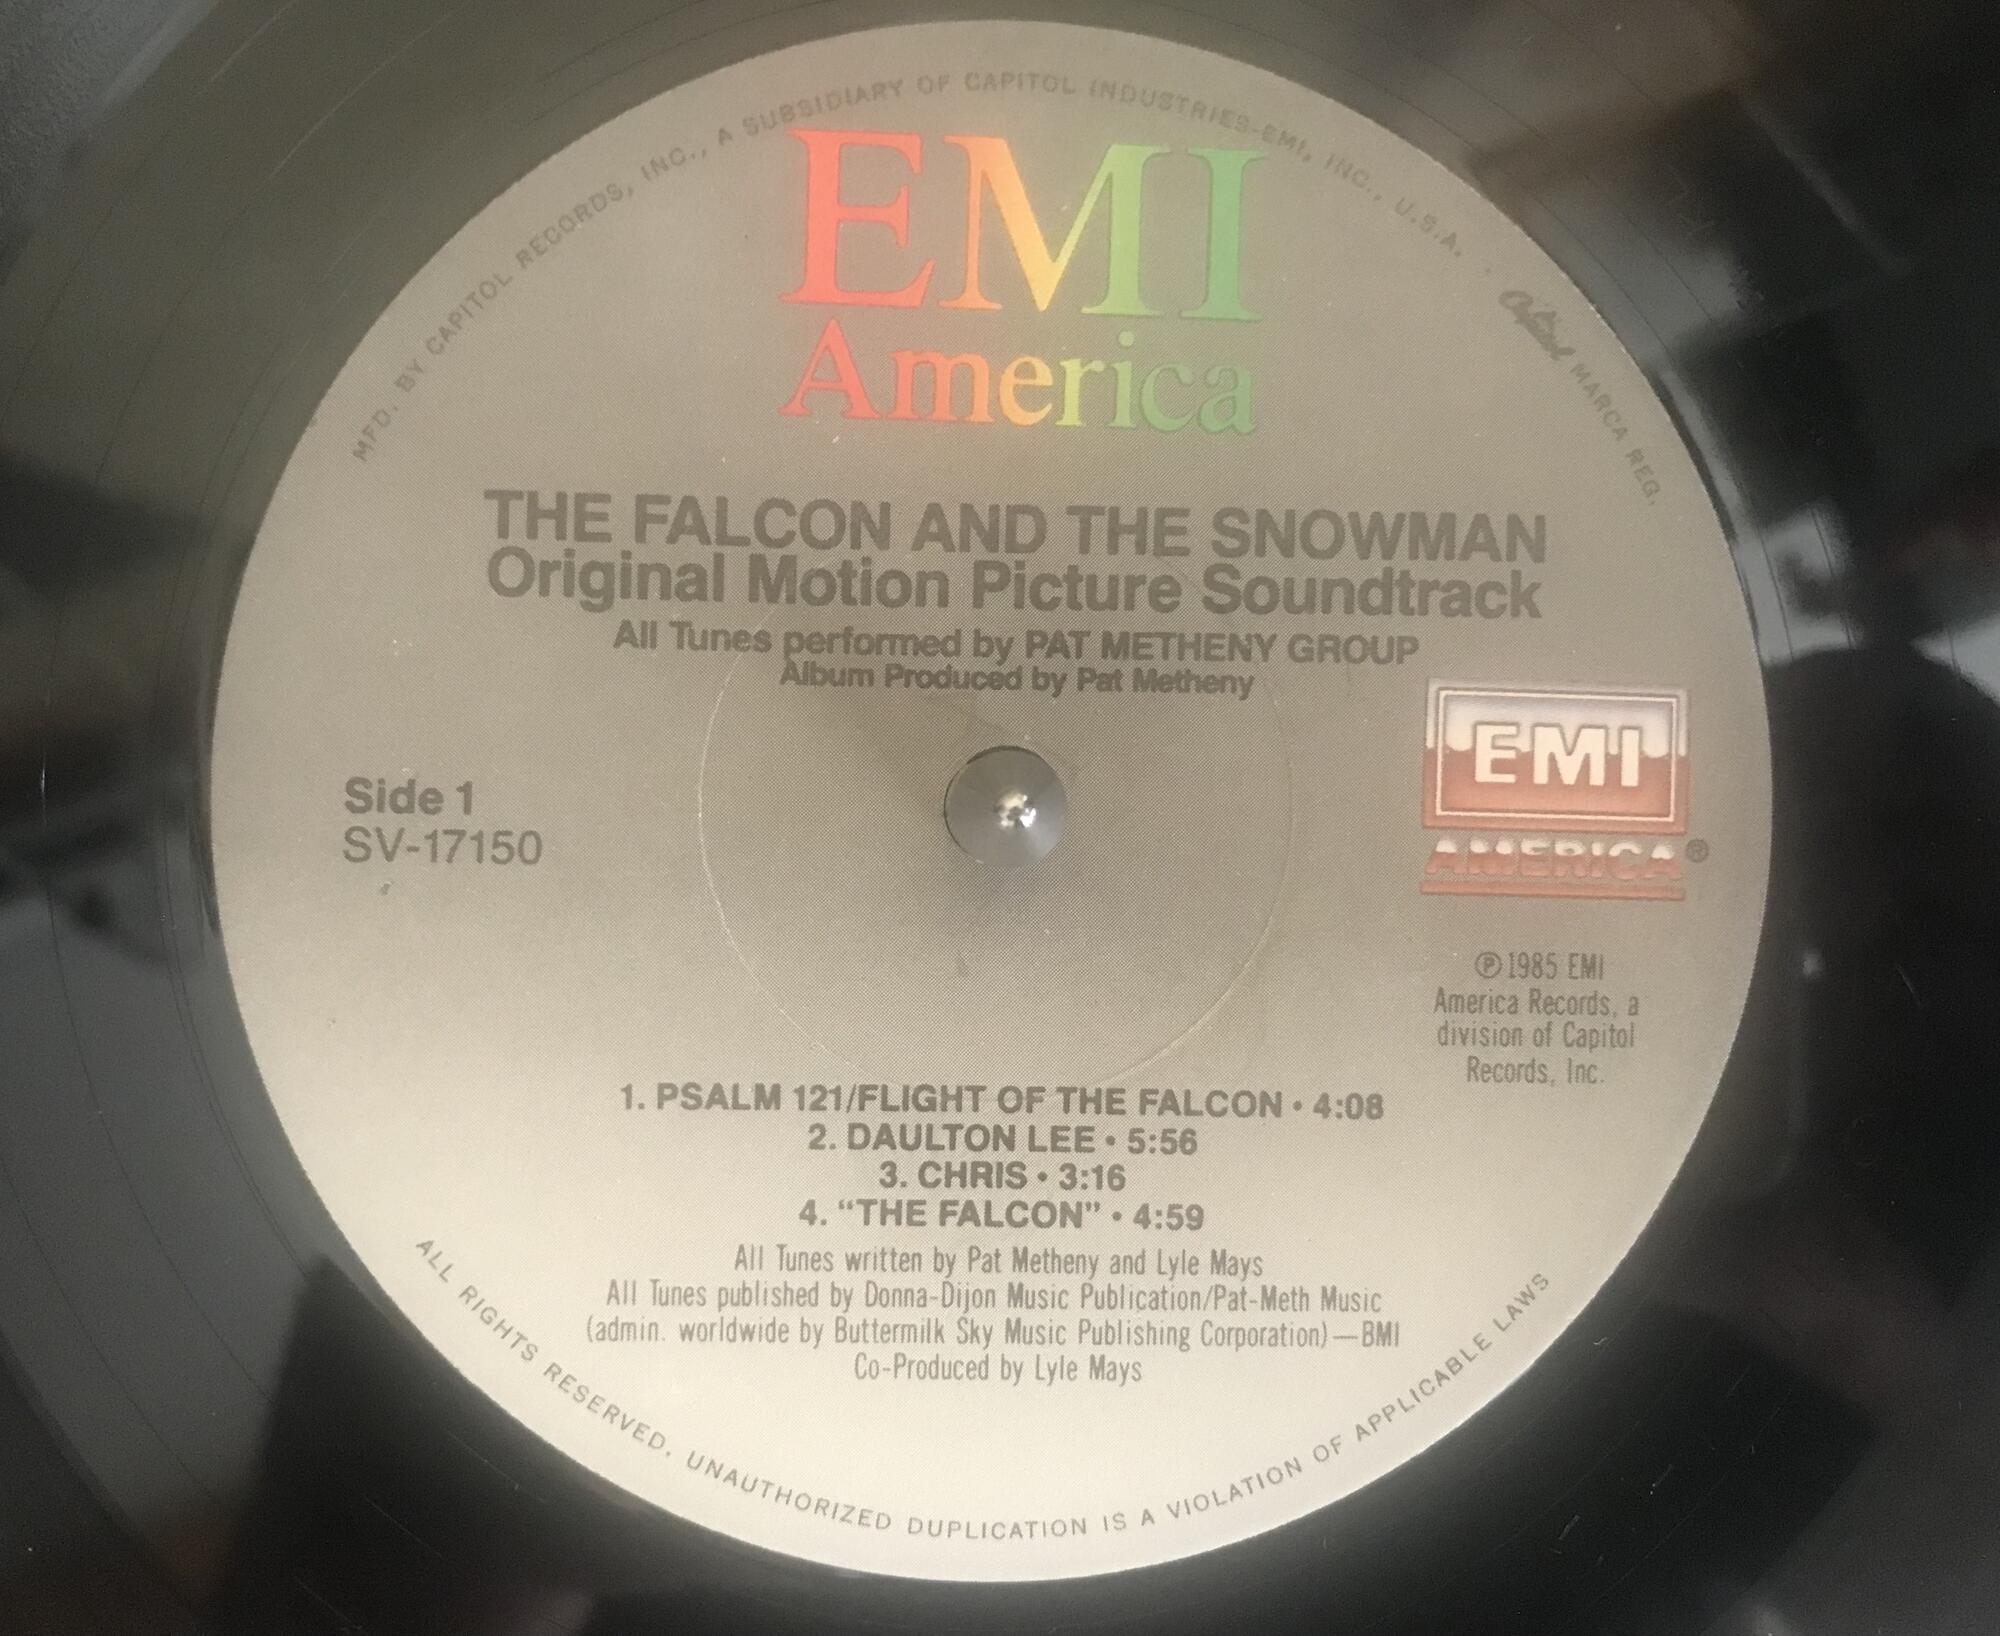 MFD. BY CAPITOL RECORDS, INC., A SUBSIDIARY OF CAPITOL INDUSTRIES-EMI, INC., U.S.A. · Capitol MARCA REG.
EMI
America
THE FALCON AND THE SNOWMAN
Original Motion Picture Soundtrack
All Tunes performed by PAT METHENY GROUP
Album Produced by Pat Metheny
Side 1
SV-17150
EMI
AMERICA®
℗1985 EMI
America Records, a
division of Capitol
Records, Inc.
1. PSALM 121/FLIGHT OF THE FALCON • 4:08
2. DAULTON LEE • 5:56
3. CHRIS • 3:16
4. “THE FALCON” • 4:59
All Tunes written by Pat Metheny and Lyle Mays
All Tunes published by Donna-Dijon Music Publication/Pat-Meth Music
(admin. worldwide by Buttermilk Sky Music Publishing Corporation)—BMI
Co-Produced by Lyle Mays
ALL RIGHTS RESERVED. UNAUTHORIZED DUPLICATION IS A VIOLATION OF APPLICABLE LAWS